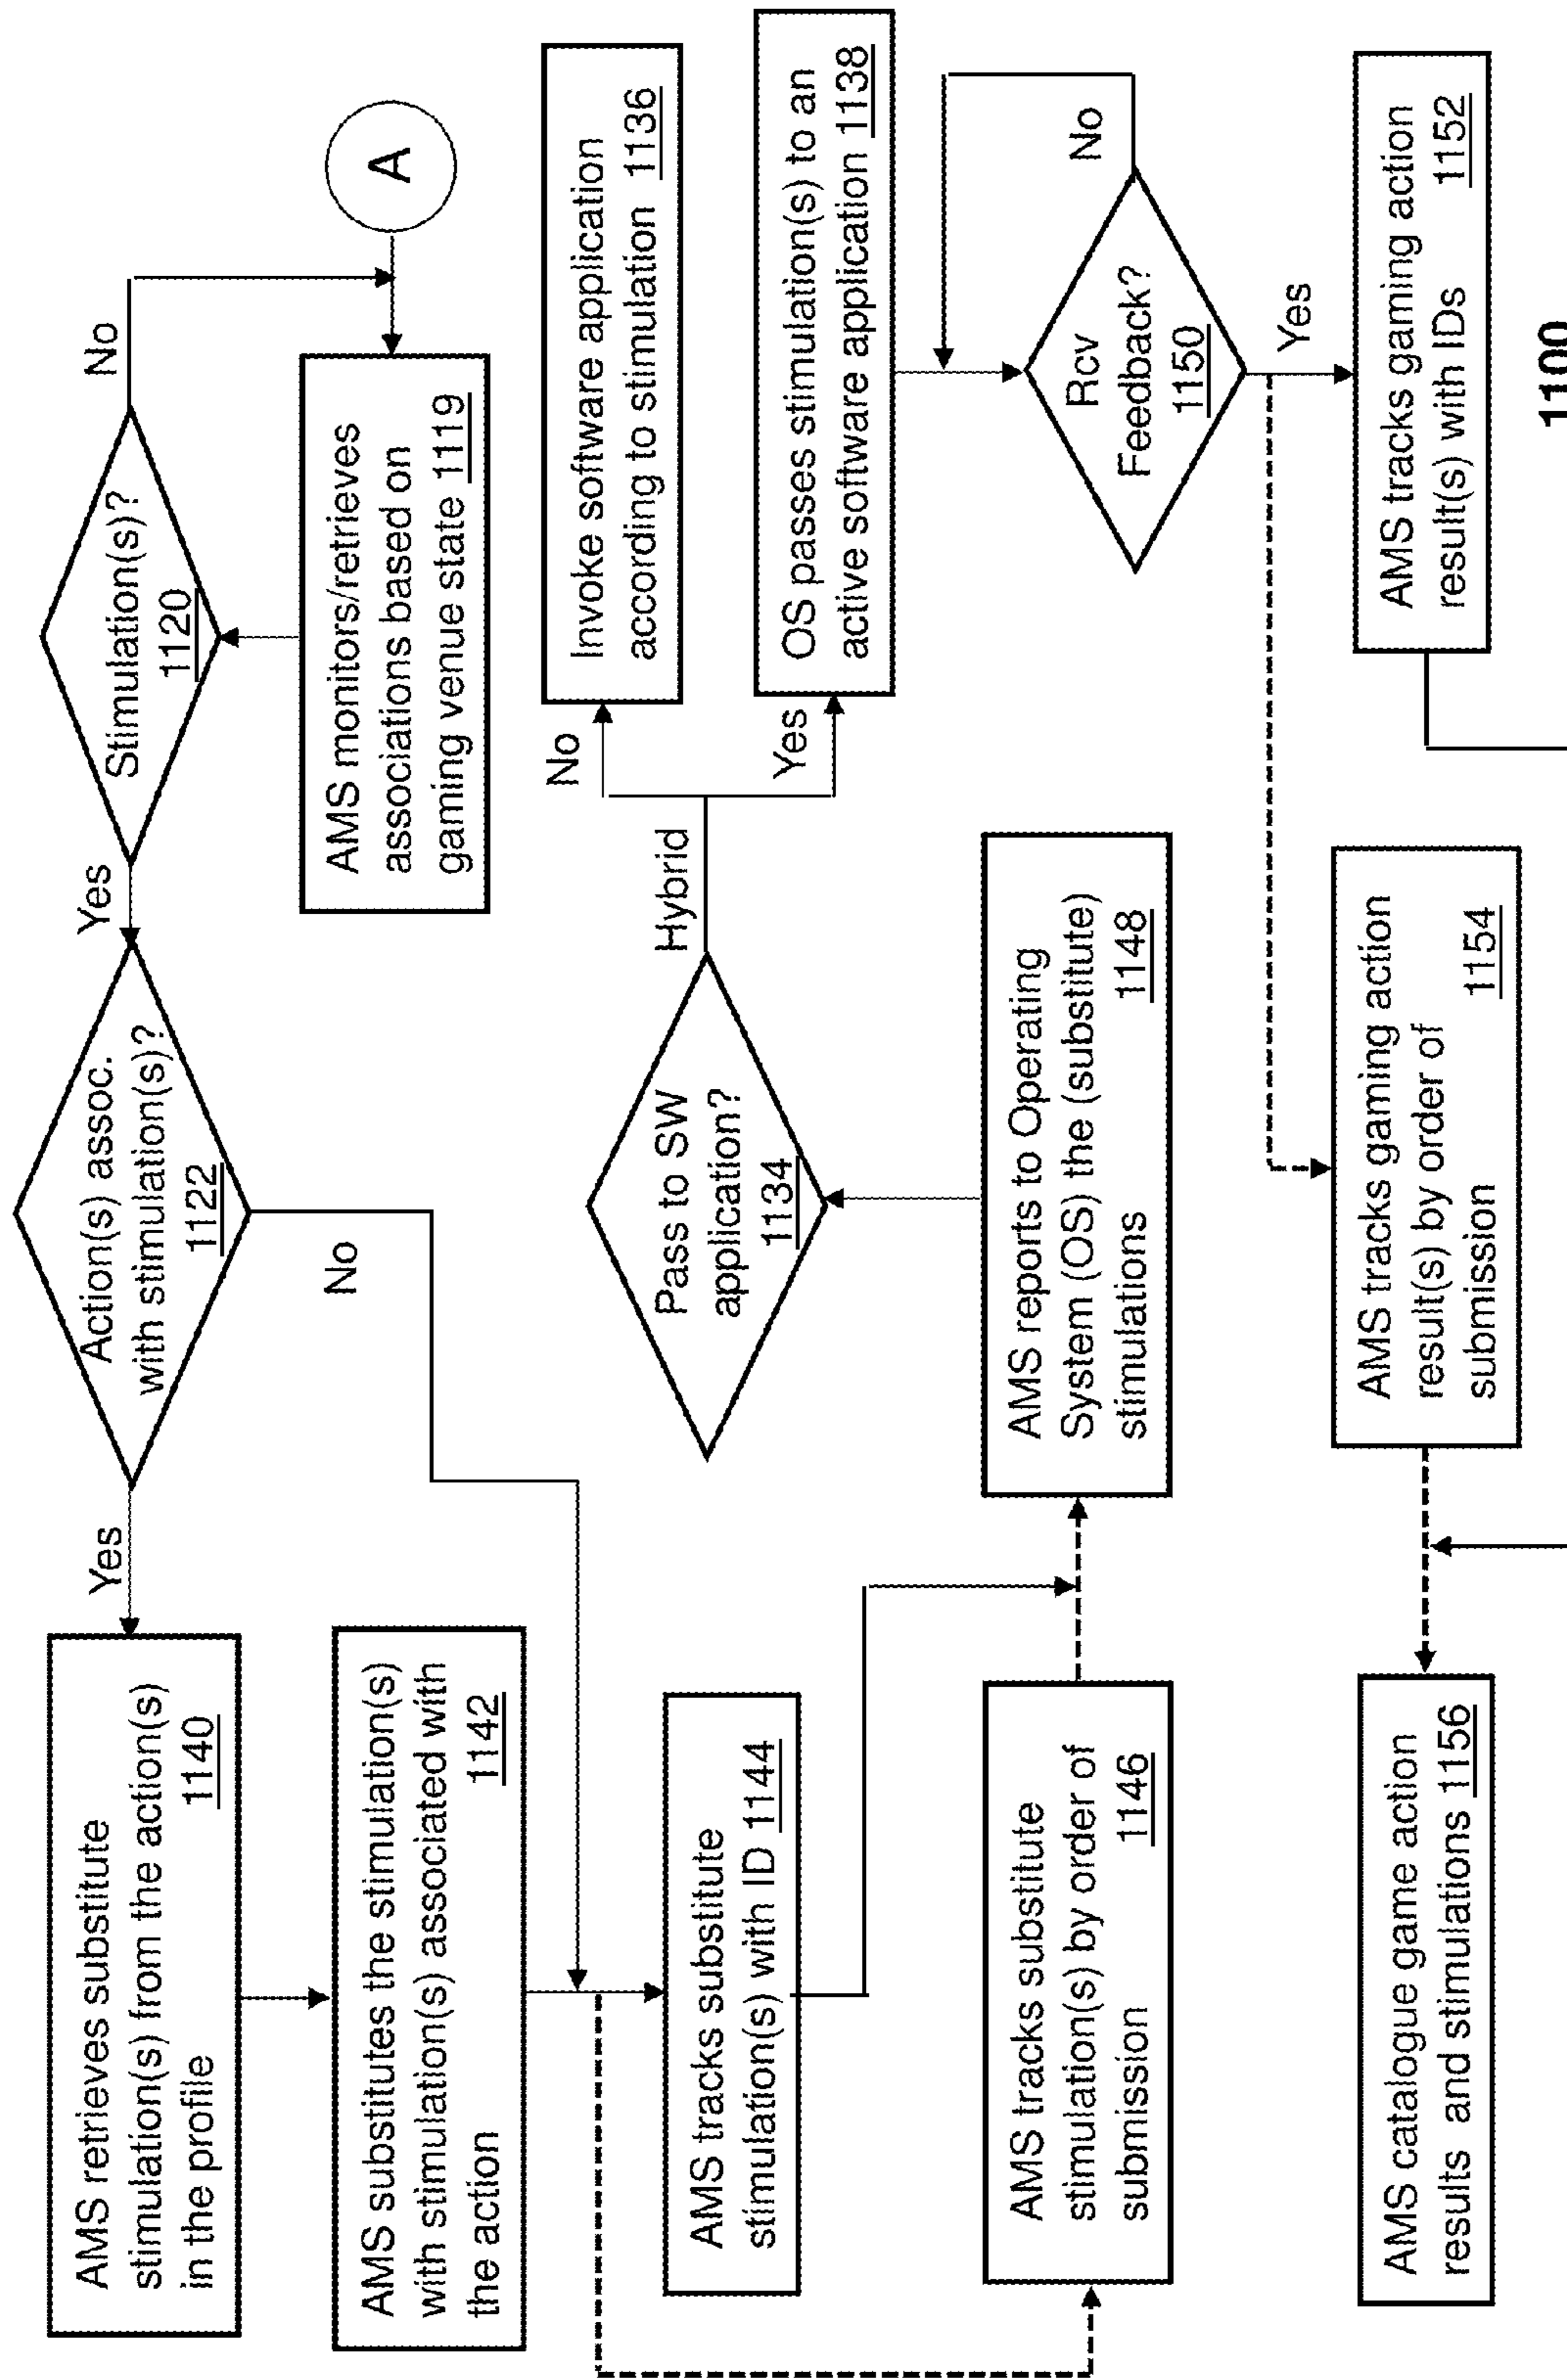 A
AMS monitors/retrieves
associations based on
gaming venue state 1119
Stimulation(s)?
1120
No
Yes
Action(s) assoc.
with stimulation(s)?
1122
Yes
No
AMS retrieves substitute
stimulation(s) from the action(s)
in the profile
1140
AMS substitutes the stimulation(s)
with stimulation(s) associated with
the action
1142
AMS tracks substitute
stimulation(s) with ID 1144
AMS tracks substitute
stimulation(s) by order of
submission
1146
AMS reports to Operating
System (OS) the (substitute)
stimulations
1148
Pass to SW
application?
1134
Hybrid
No
Yes
Invoke software application
according to stimulation 1136
OS passes stimulation(s) to an
active software application 1138
Rcv
Feedback?
1150
No
Yes
AMS tracks gaming action
result(s) with IDs 1152
AMS tracks gaming action
result(s) by order of
submission
1154
AMS catalogue game action
results and stimulations 1156
1100